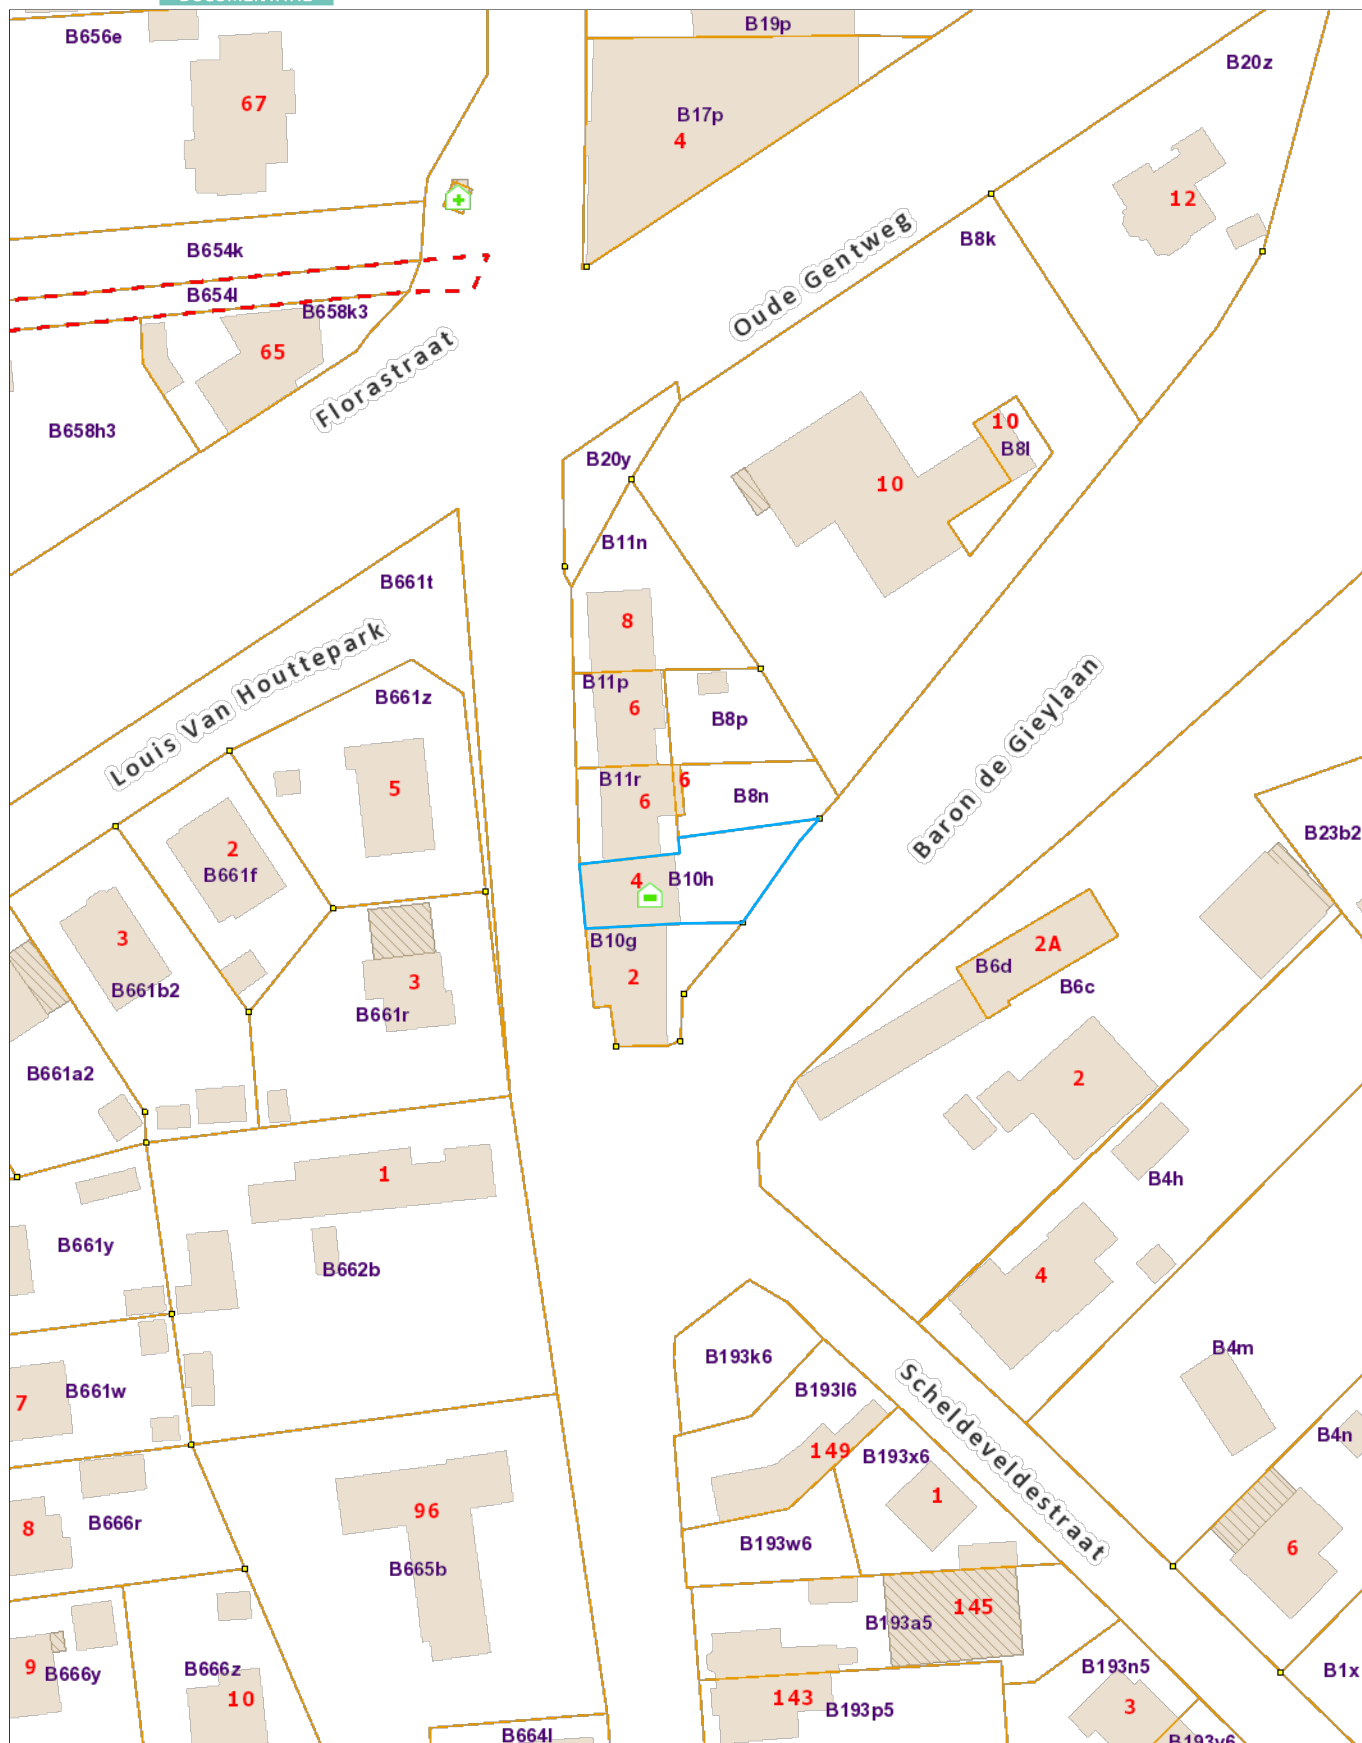 B656e
B19p
B20z
67
B17p
4
12
B654k
B8k
Oude Gentweg
B654l
B658k3
65
Florastraat
B658h3
10
B8l
B20y
10
B11n
B661t
8
Louis Van Houttepark
B11p
B661z
6
B8p
Baron de Gieylaan
B11r
6
5
6
B8n
B23b2
2
B661f
4
B10h
3
B10g
2A
B6d
2
3
B6c
B661b2
B661r
B661a2
2
1
B4h
B661y
B662b
4
B4m
B193k6
B661w
7
B193l6
Scheldeveldestraat
B4n
149
B193x6
1
96
B666r
8
B193w6
6
B665b
145
B193a5
9
B666y
B666z
B193n5
B1x
10
143
B193p5
3
B664l